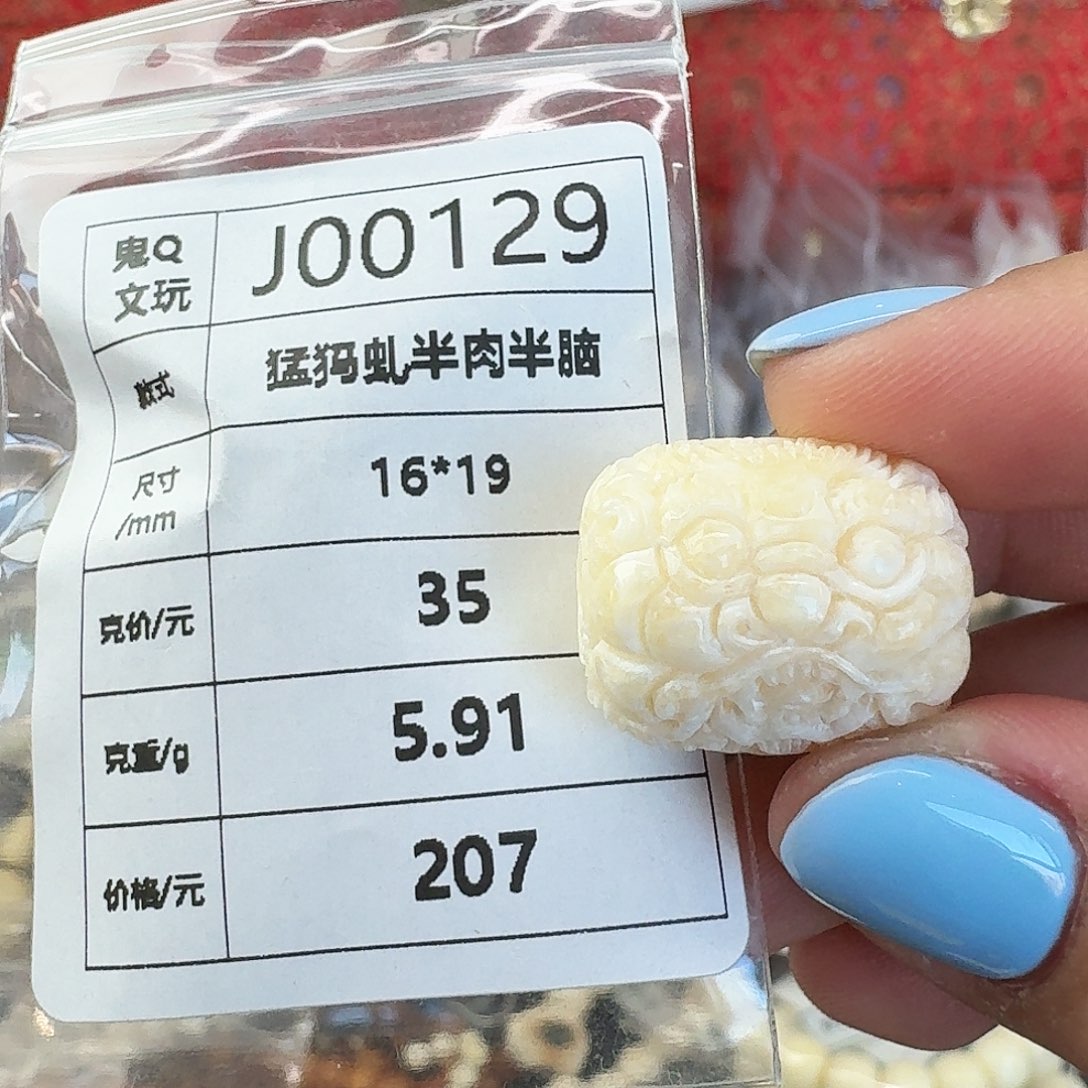 鬼Q
文玩
J00129
款式
猛犸虬半肉半脑
尺寸
/mm
16*19
克价/元
35
克重/g
5.91
价格/元
207